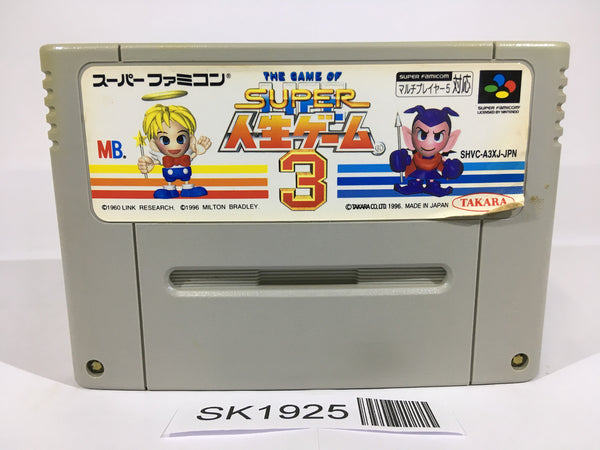 スーパーファミコン®
THE GAME OF
LIFE
SUPER
人生ゲーム®
3
MB.
SUPER FAMICOM
マルチプレイヤー5 対応
SUPER FAMICOM
LICENSED BY NINTENDO
SHVC-A3XJ-JPN
©1960 LINK RESEARCH. ©1996 MILTON BRADLEY.
©TAKARA CO.,LTD. 1996. MADE IN JAPAN
TAKARA
SK1925